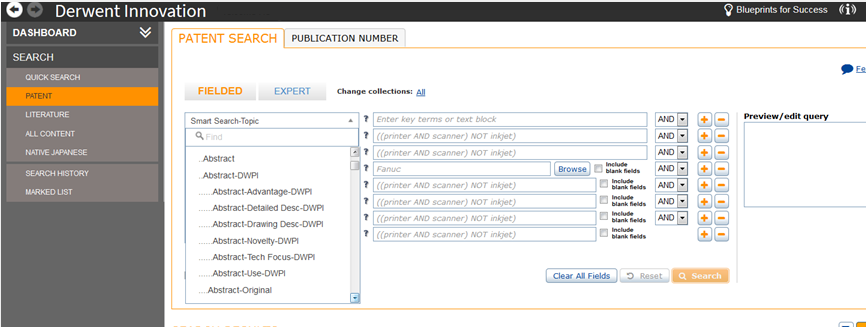 Derwent Innovation
Blueprints for Success
DASHBOARD
SEARCH
QUICK SEARCH
PATENT
LITERATURE
ALL CONTENT
NATIVE JAPANESE
SEARCH HISTORY
MARKED LIST
PATENT SEARCH PUBLICATION NUMBER
Fe
FIELDED EXPERT Change collections: All
Smart Search-Topic ? Enter key terms or text block AND
Find ? ((printer AND scanner) NOT inkjet) AND
..Abstract ? ((printer AND scanner) NOT inkjet) AND
..Abstract-DWPI ? Fanuc Browse Include blank fields AND
.....Abstract-Advantage-DWPI ? ((printer AND scanner) NOT inkjet) Include blank fields AND
.....Abstract-Detailed Desc-DWPI ? ((printer AND scanner) NOT inkjet) Include blank fields AND
.....Abstract-Drawing Desc-DWPI ? ((printer AND scanner) NOT inkjet) Include blank fields AND
.....Abstract-Novelty-DWPI ? ((printer AND scanner) NOT inkjet) Include blank fields
.....Abstract-Tech Focus-DWPI
.....Abstract-Use-DWPI
....Abstract-Original
Preview/edit query
Clear All Fields Reset Search